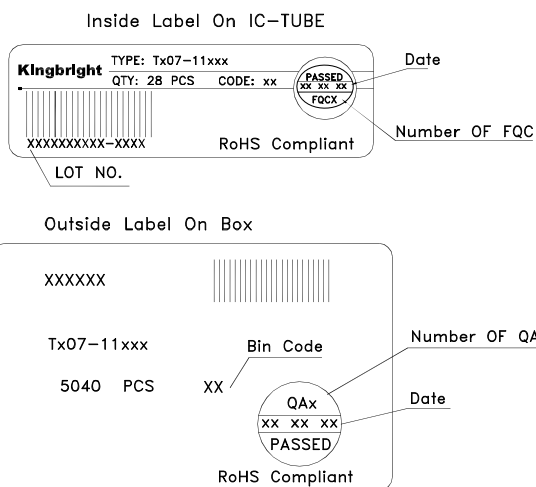 Inside Label On IC-TUBE
Kingbright
TYPE: Tx07-11xxx
QTY: 28 PCS CODE: xx
PASSED
xx xx xx
FQCX
Date
Number OF FQC
XXXXXXXXXX-XXXX
RoHS Compliant
LOT NO.
Outside Label On Box
XXXXXX
Tx07-11xxx
Bin Code
Number OF QA
5040 PCS
XX
QAx
Date
XX XX XX
PASSED
RoHS Compliant